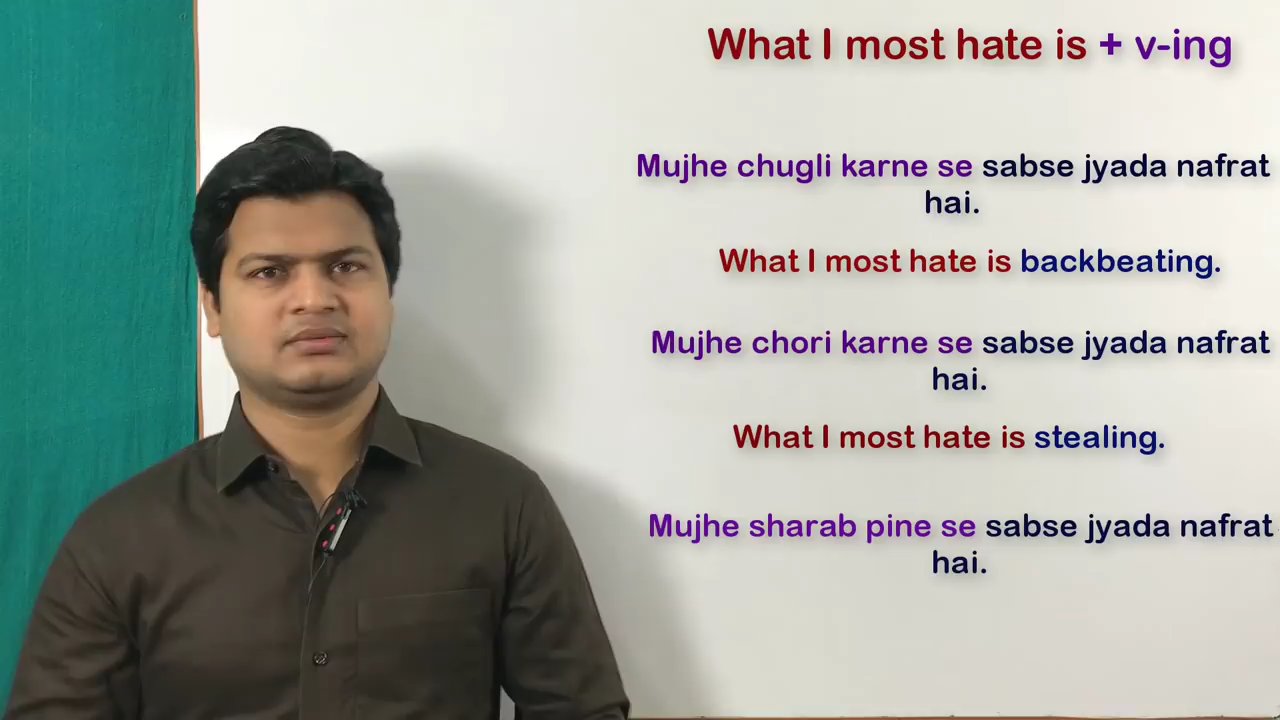 What I most hate is + v-ing
Mujhe chugli karne se sabse jyada nafrat
hai.
What I most hate is backbeating.
Mujhe chori karne se sabse jyada nafrat
hai.
What I most hate is stealing.
Mujhe sharab pine se sabse jyada nafrat
hai.